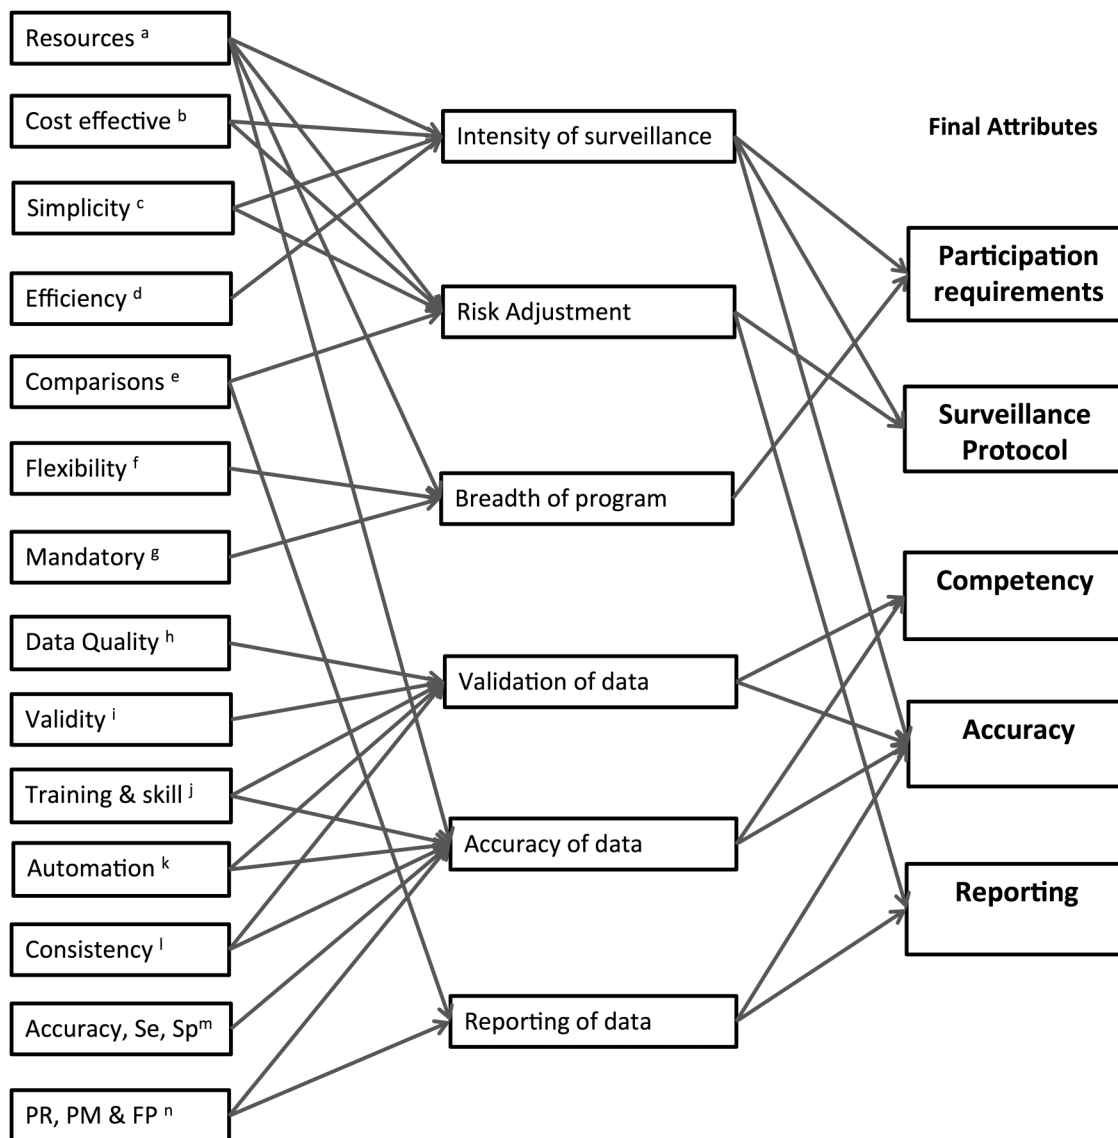 Resources a
Cost effective b
Simplicity c
Efficiency d
Comparisons e
Flexibility f
Mandatory g
Data Quality h
Validity i
Training & skill j
Automation k
Consistency l
Accuracy, Se, Sp m
PR, PM & FP n
Intensity of surveillance
Risk Adjustment
Breadth of program
Validation of data
Accuracy of data
Reporting of data
Final Attributes
Participation
requirements
Surveillance
Protocol
Competency
Accuracy
Reporting